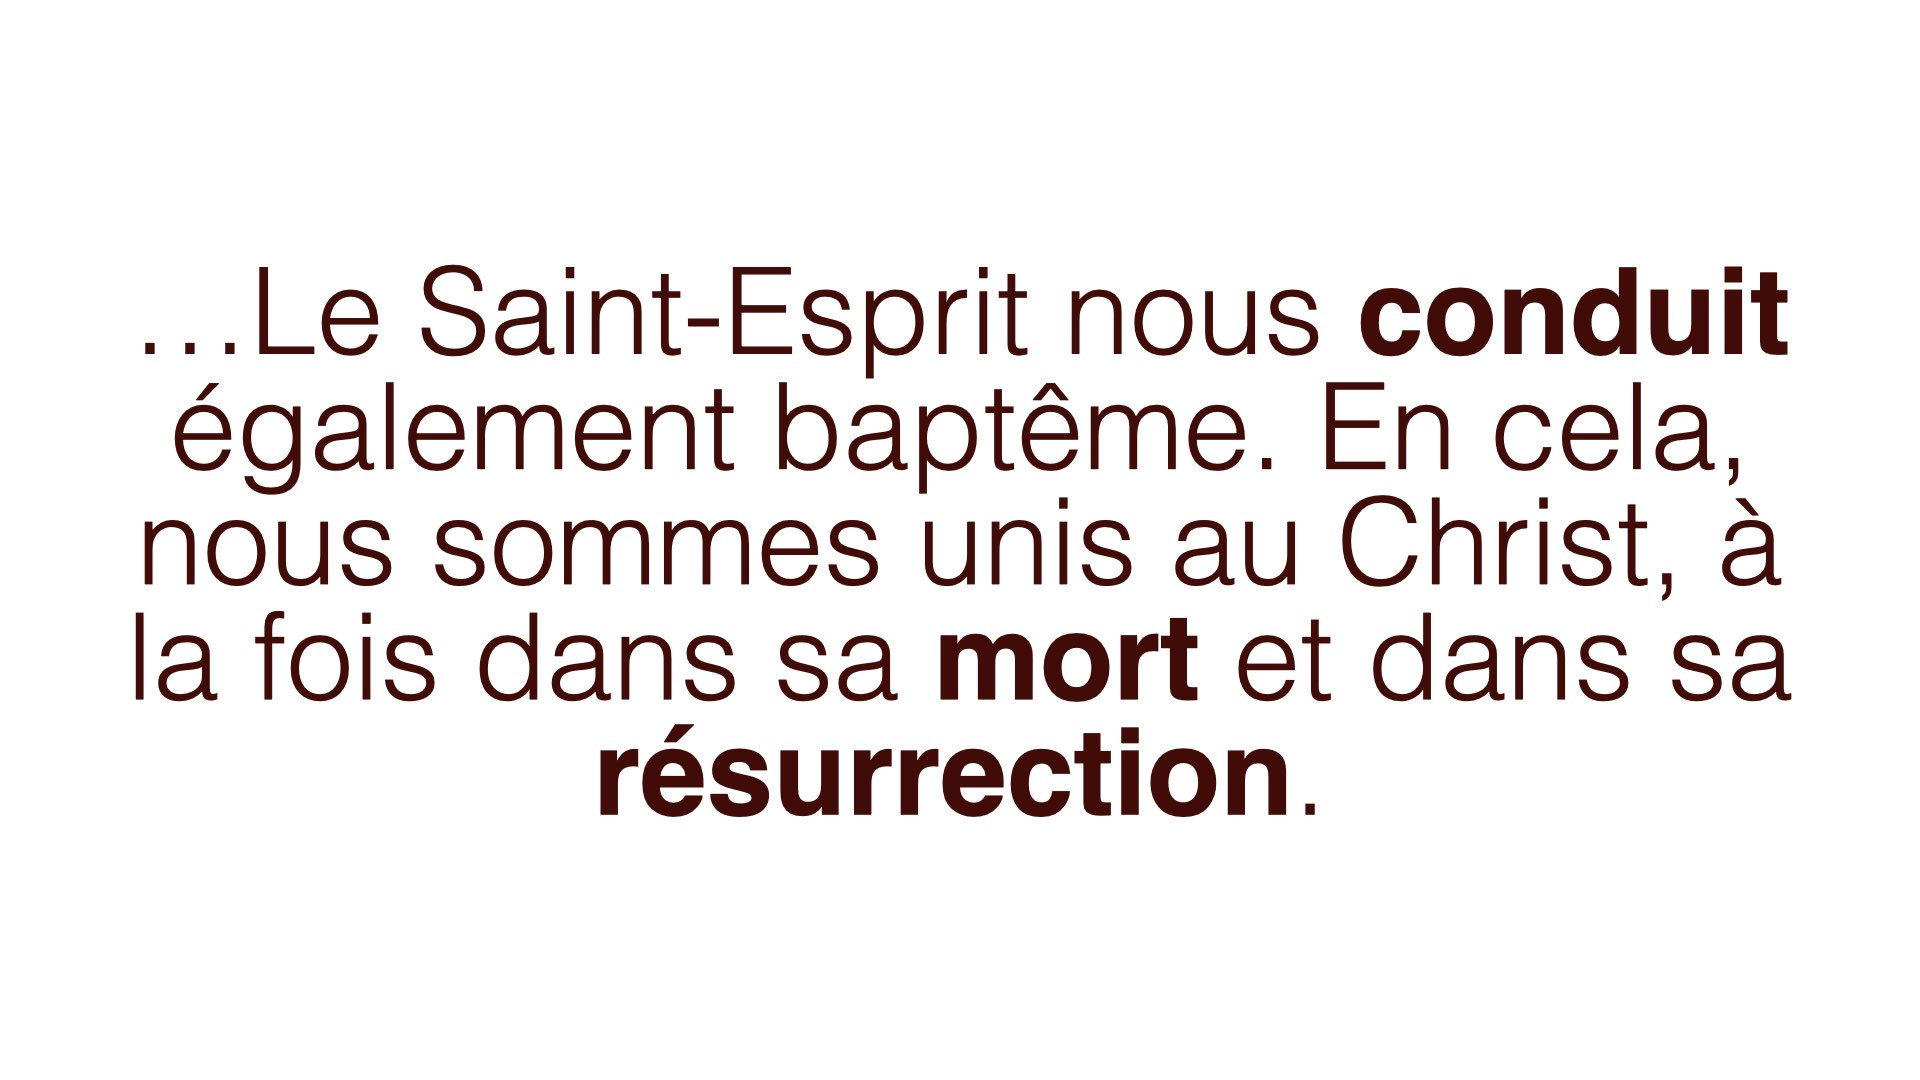 …Le Saint-Esprit nous conduit
également baptême. En cela,
nous sommes unis au Christ, à
la fois dans sa mort et dans sa
résurrection.